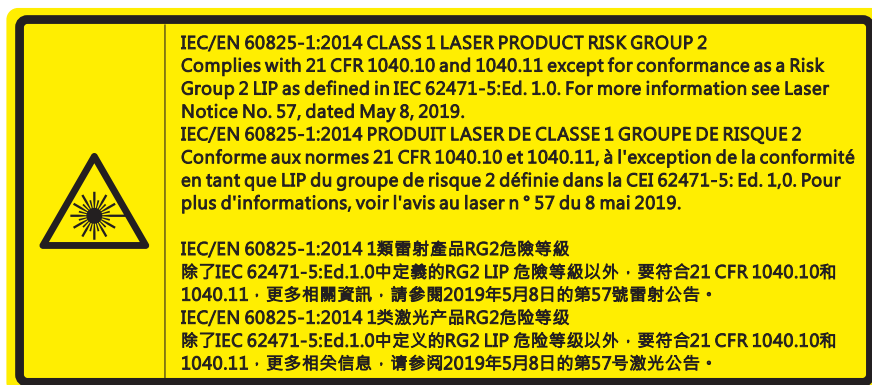 IEC/EN 60825-1:2014 CLASS 1 LASER PRODUCT RISK GROUP 2
Complies with 21 CFR 1040.10 and 1040.11 except for conformance as a Risk
Group 2 LIP as defined in IEC 62471-5:Ed. 1.0. For more information see Laser
Notice No. 57, dated May 8, 2019.
IEC/EN 60825-1:2014 PRODUIT LASER DE CLASSE 1 GROUPE DE RISQUE 2
Conforme aux normes 21 CFR 1040.10 et 1040.11, à l'exception de la conformité
en tant que LIP du groupe de risque 2 définie dans la CEI 62471-5: Ed. 1,0. Pour
plus d'informations, voir l'avis au laser n ° 57 du 8 mai 2019.
IEC/EN 60825-1:2014 1類雷射產品RG2危險等級
除了IEC 62471-5:Ed.1.0中定義的RG2 LIP 危險等級以外，要符合21 CFR 1040.10和
1040.11，更多相關資訊，請參閱2019年5月8日的第57號雷射公告。
IEC/EN 60825-1:2014 1类激光产品RG2危险等级
除了IEC 62471-5:Ed.1.0中定义的RG2 LIP 危险等级以外，要符合21 CFR 1040.10和
1040.11，更多相关信息，请参阅2019年5月8日的第57号激光公告。